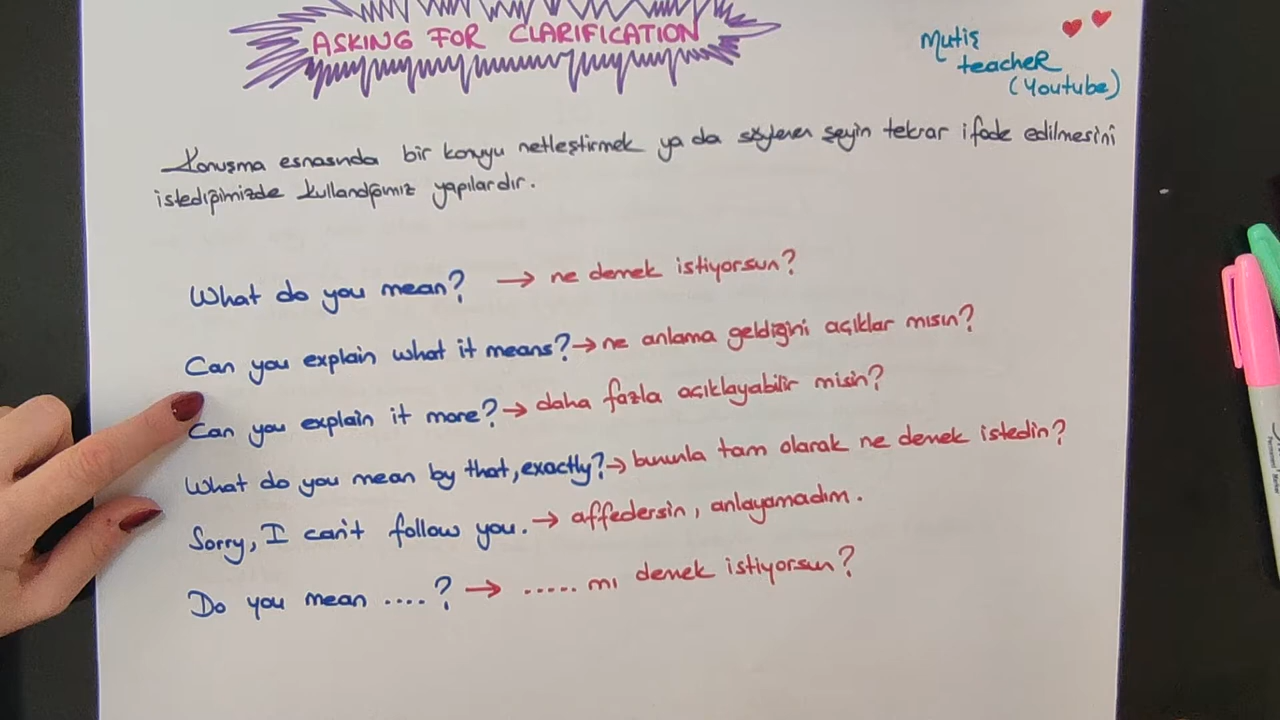 ASKING FOR CLARIFICATION
Mutiş
teacher
(Youtube)
Konuşma esnasında bir konuyu netleştirmek ya da söylenen şeyin tekrar ifade edilmesini
istediğimizde kullandığımız yapılardır.
What do you mean? → ne demek istiyorsun?
Can you explain what it means? → ne anlama geldiğini açıklar mısın?
Can you explain it more? → daha fazla açıklayabilir misin?
What do you mean by that, exactly? → bununla tam olarak ne demek istedin?
Sorry, I can't follow you. → affedersin, anlayamadım.
Do you mean ....? → ..... mı demek istiyorsun?